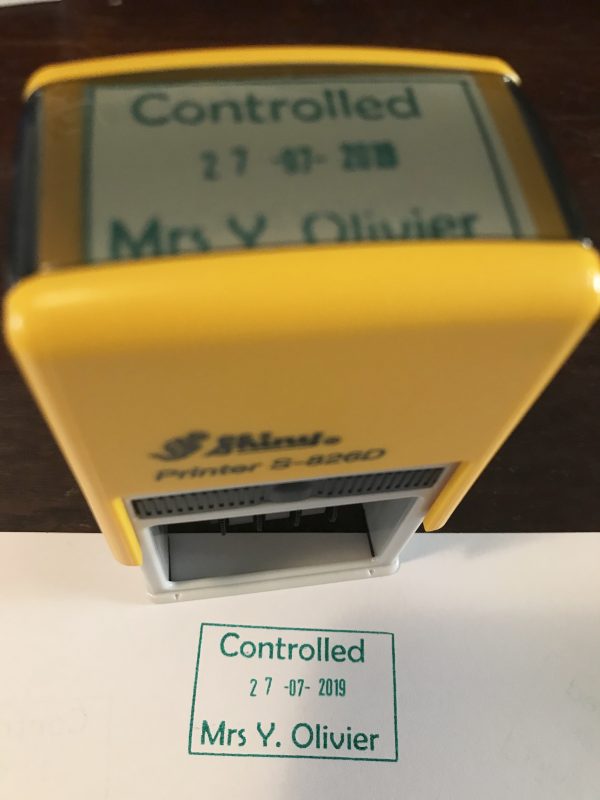 Controlled
27 -07- 2019
Mrs Y. Olivier
Shiny
Printer S-826D
Controlled
27 -07- 2019
Mrs Y. Olivier